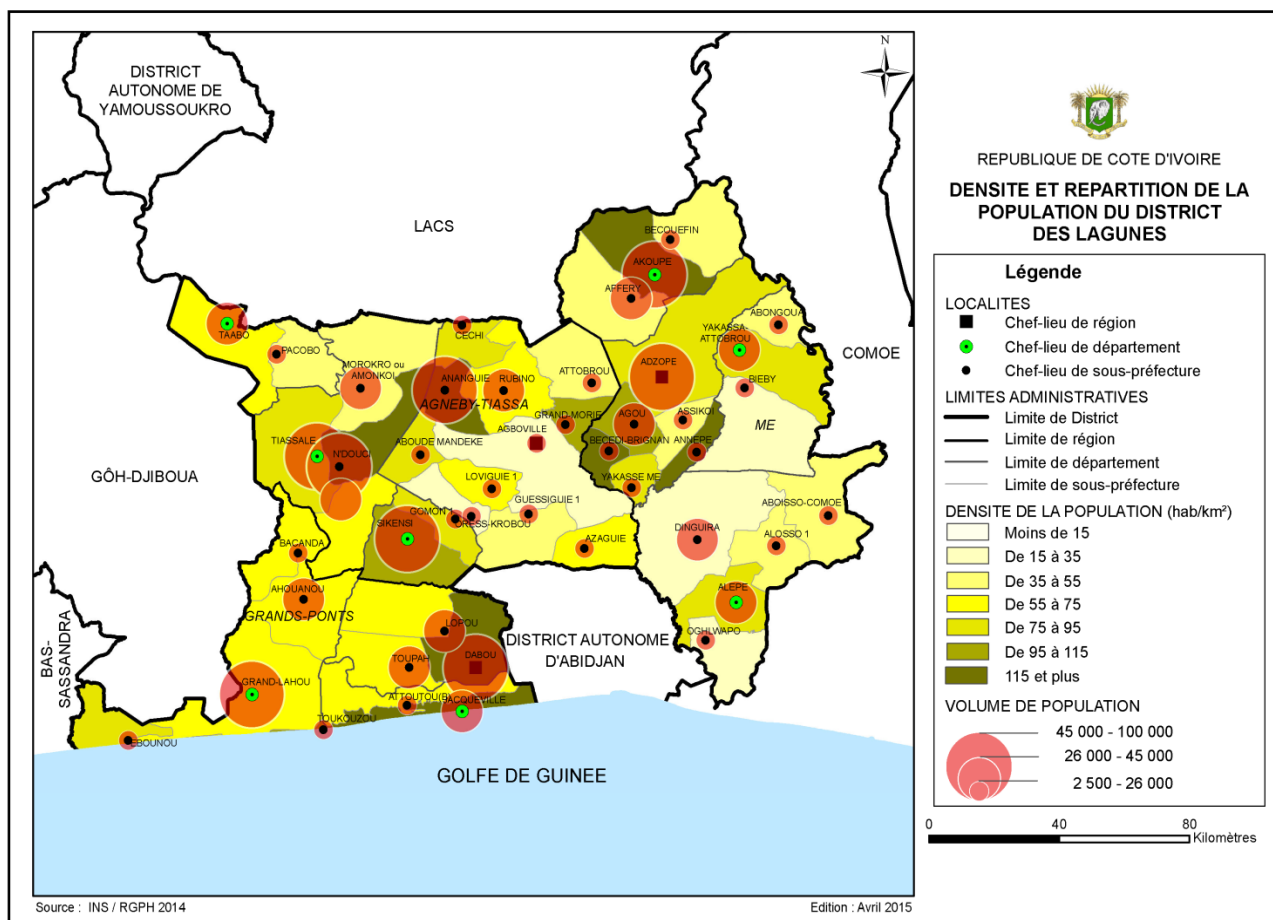 DISTRICT
AUTONOME DE
YAMOUSSOUKRO
N
LACS
BECQUEFIN
AKOUPE
AFFERY
ABONGOUA
TAABO
CECHI
YAKASSA-
ATTOBROU
COMOE
PACOBO
MOROKRO ou
AMONKOI
ANANGUIE
RUBINO
ATTOBROU
ADZOPE
BIEBY
AGNEBY-TIASSA
GRAND-MORIE
AGOU
ASSIKOI
ME
TIASSALE
AGBOVILLE
N'DOUCI
ABOUDE MANDEKE
BECEDI-BRIGNAN
ANNEPE
GÔH-DJIBOUA
LOVIGUIE 1
YAKASSE ME
GUESSIGUIE 1
ABOISSO-COMOE
GOMON 1
ORESS-KROBOU
SIKENSI
DINGUIRA
BACANDA
AZAGUIE
ALOSSO 1
AHOUANOU
ALEPE
GRANDS-PONTS
LOPOU
DISTRICT AUTONOME
D'ABIDJAN
OGHLWAPO
BAS-
SASSANDRA
TOUPAH
DABOU
GRAND-LAHOU
ATTOUTOU(B)
JACQUEVILLE
TOUKOUZOU
EBOUNOU
GOLFE DE GUINEE
Source : INS / RGPH 2014
Edition : Avril 2015
REPUBLIQUE DE COTE D'IVOIRE
DENSITE ET REPARTITION DE LA
POPULATION DU DISTRICT
DES LAGUNES
Légende
LOCALITES
Chef-lieu de région
Chef-lieu de département
Chef-lieu de sous-préfecture
LIMITES ADMINISTRATIVES
Limite de District
Limite de région
Limite de département
Limite de sous-préfecture
DENSITE DE LA POPULATION (hab/km²)
Moins de 15
De 15 à 35
De 35 à 55
De 55 à 75
De 75 à 95
De 95 à 115
115 et plus
VOLUME DE POPULATION
45 000 - 100 000
26 000 - 45 000
2 500 - 26 000
0 40 80
Kilomètres